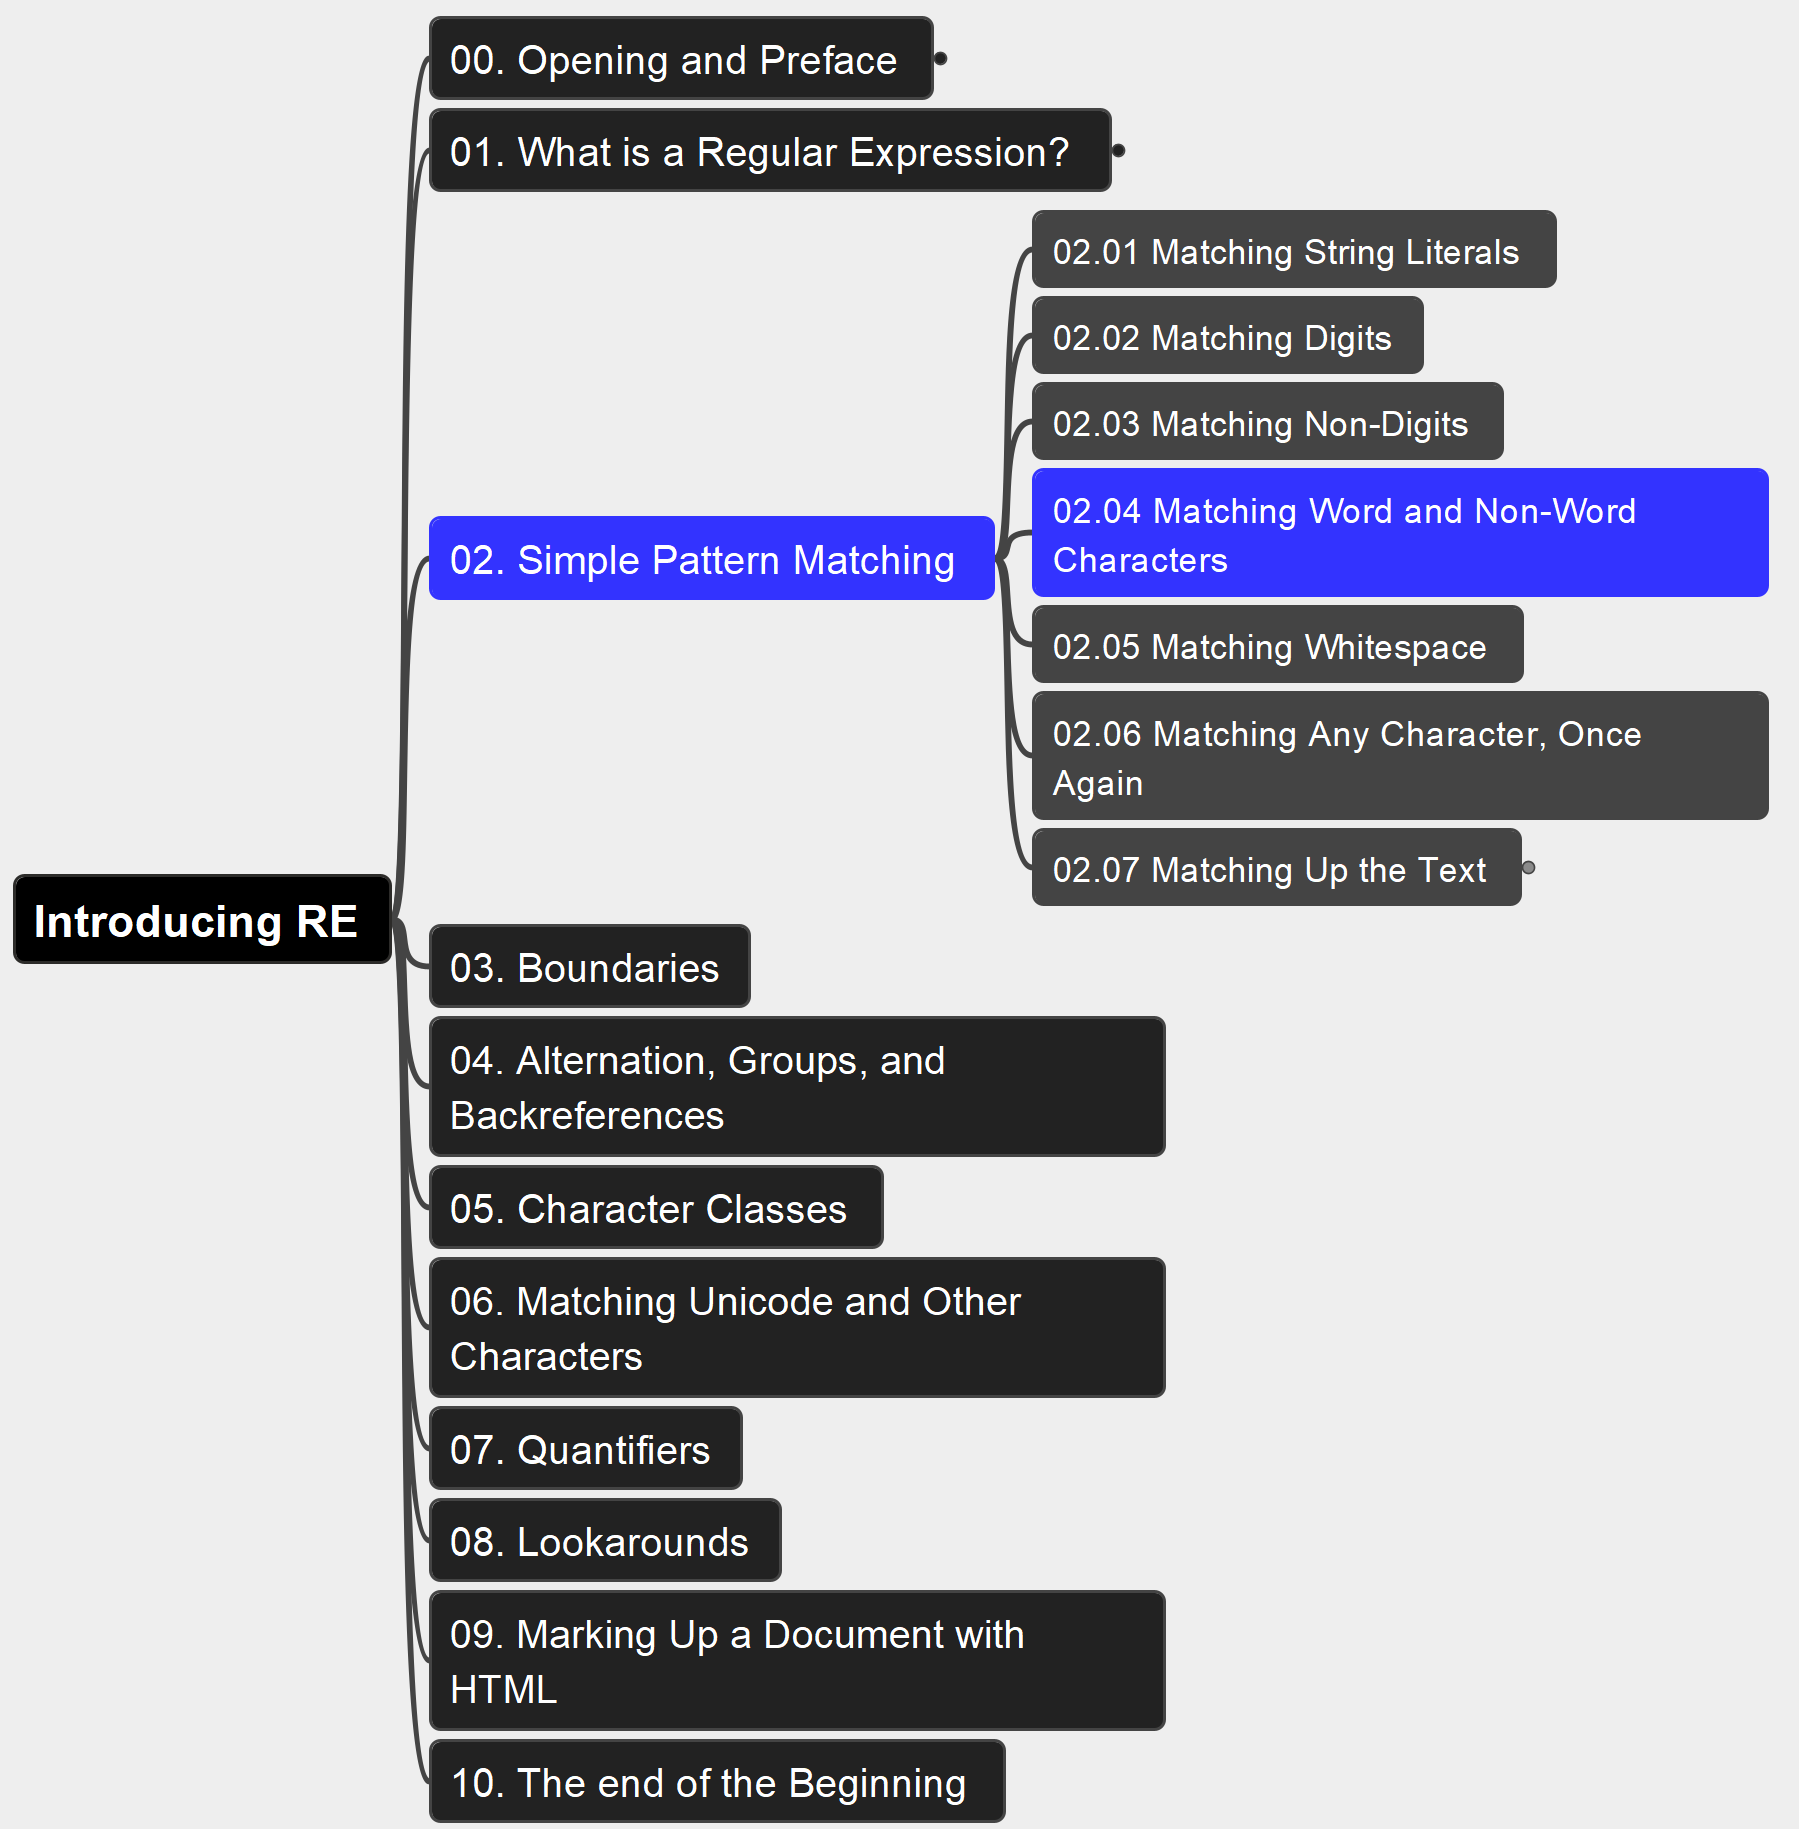 00. Opening and Preface
01. What is a Regular Expression?
02.01 Matching String Literals
02.02 Matching Digits
02.03 Matching Non-Digits
02.04 Matching Word and Non-Word
Characters
02. Simple Pattern Matching
02.05 Matching Whitespace
02.06 Matching Any Character, Once
Again
02.07 Matching Up the Text
Introducing RE
03. Boundaries
04. Alternation, Groups, and
Backreferences
05. Character Classes
06. Matching Unicode and Other
Characters
07. Quantifiers
08. Lookarounds
09. Marking Up a Document with
HTML
10. The end of the Beginning